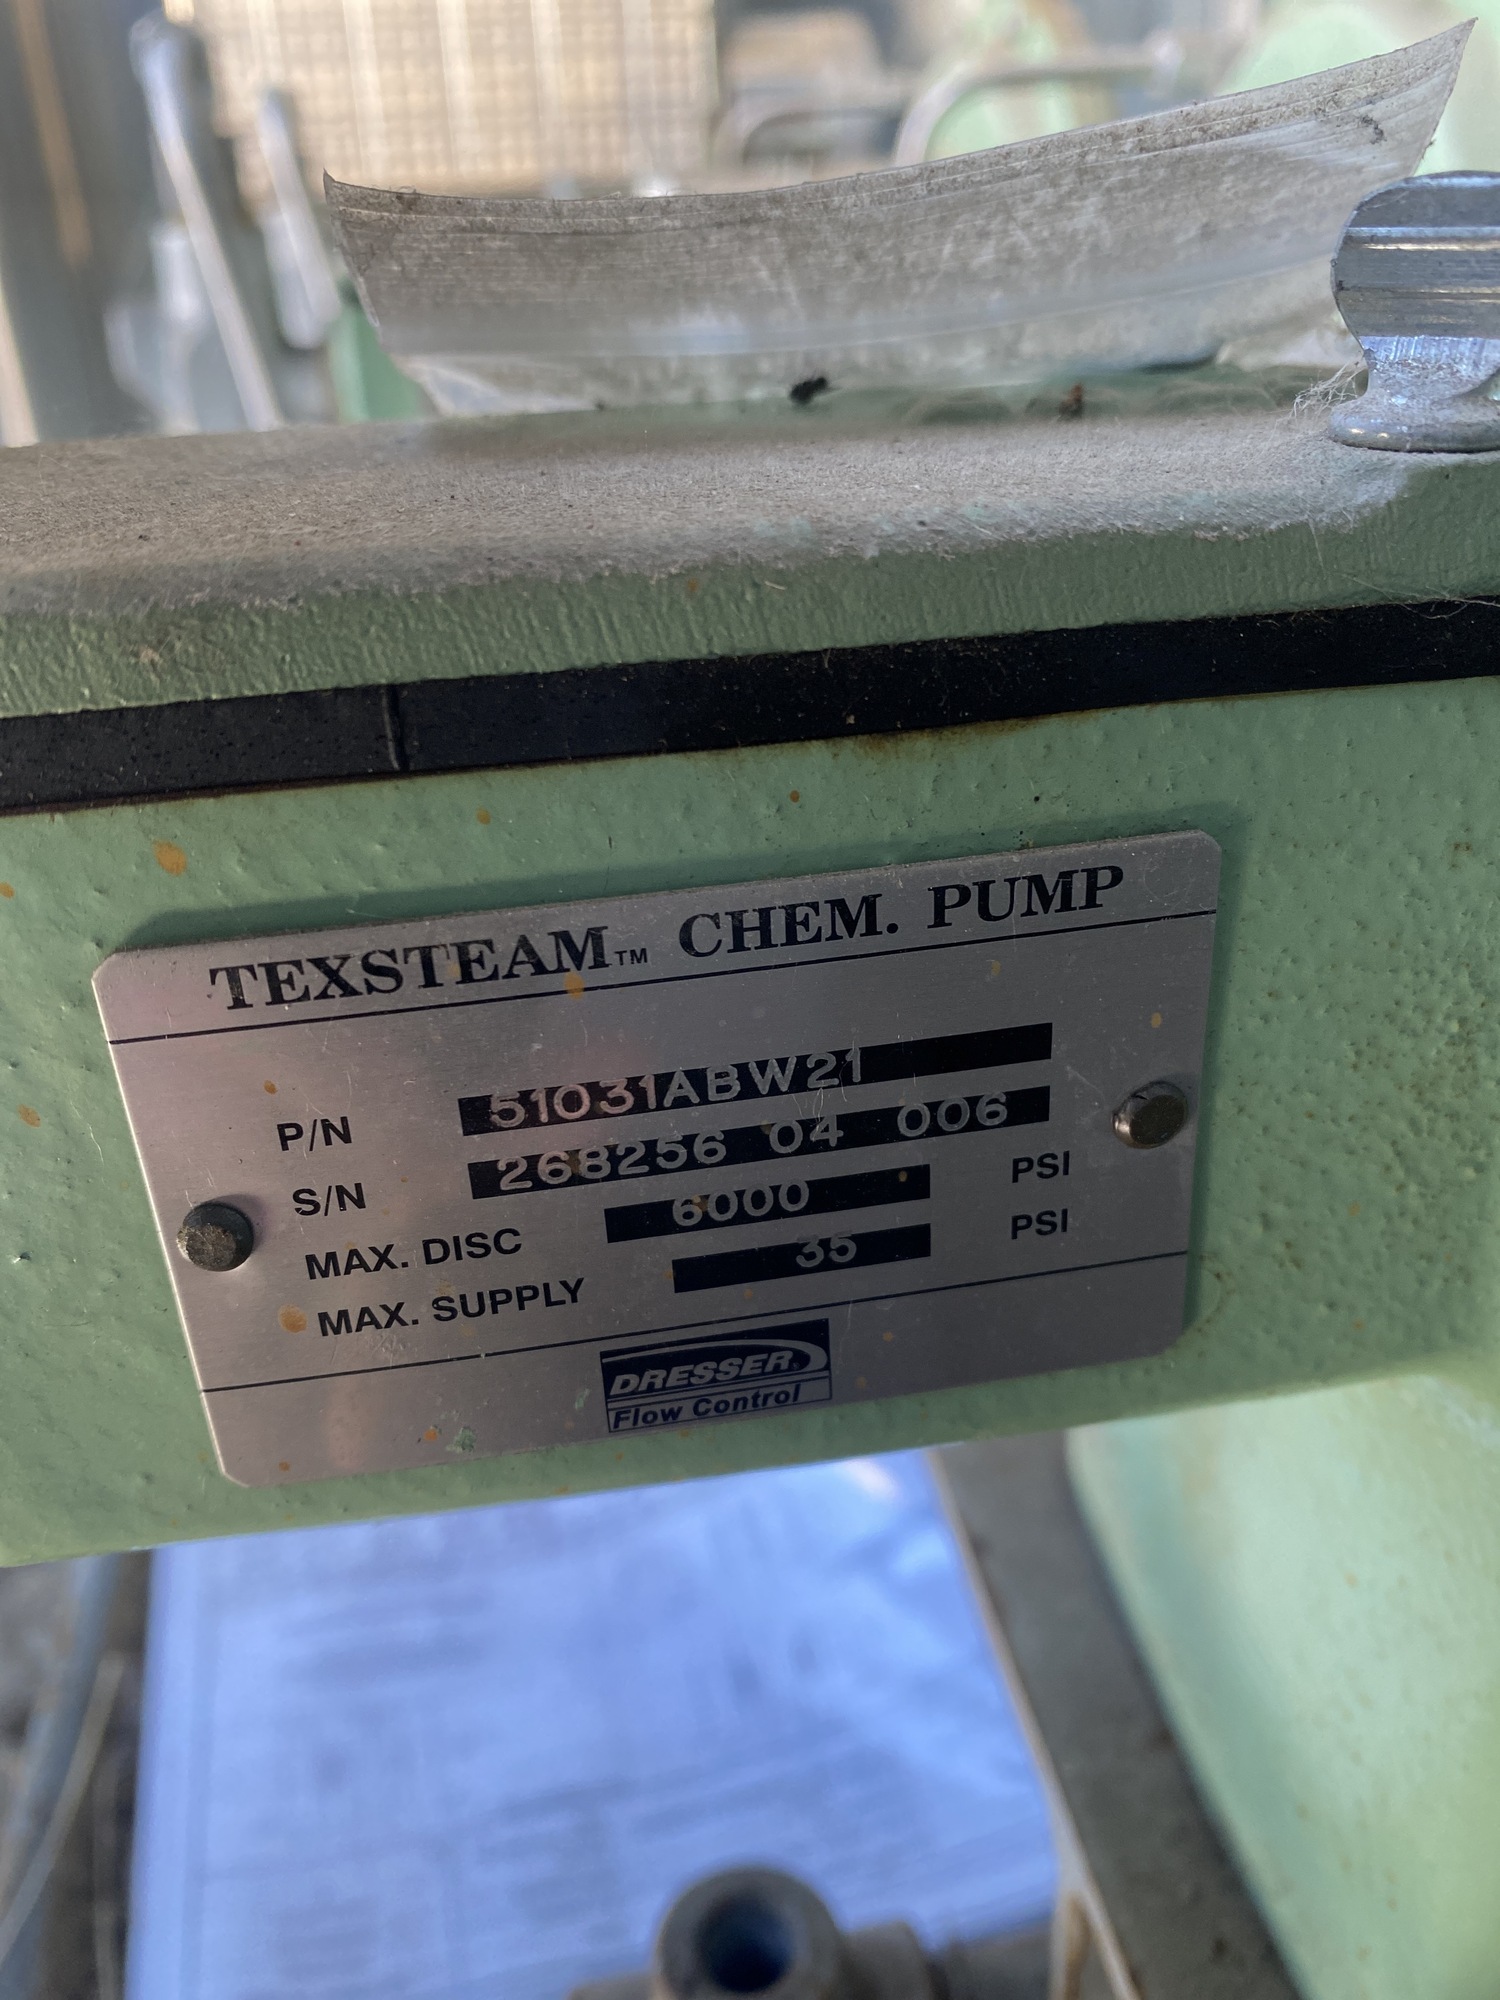 TEXSTEAM™ CHEM. PUMP
P/N 51031ABW21
S/N 268256 04 006
MAX. DISC 6000 PSI
MAX. SUPPLY 35 PSI
DRESSER®
Flow Control